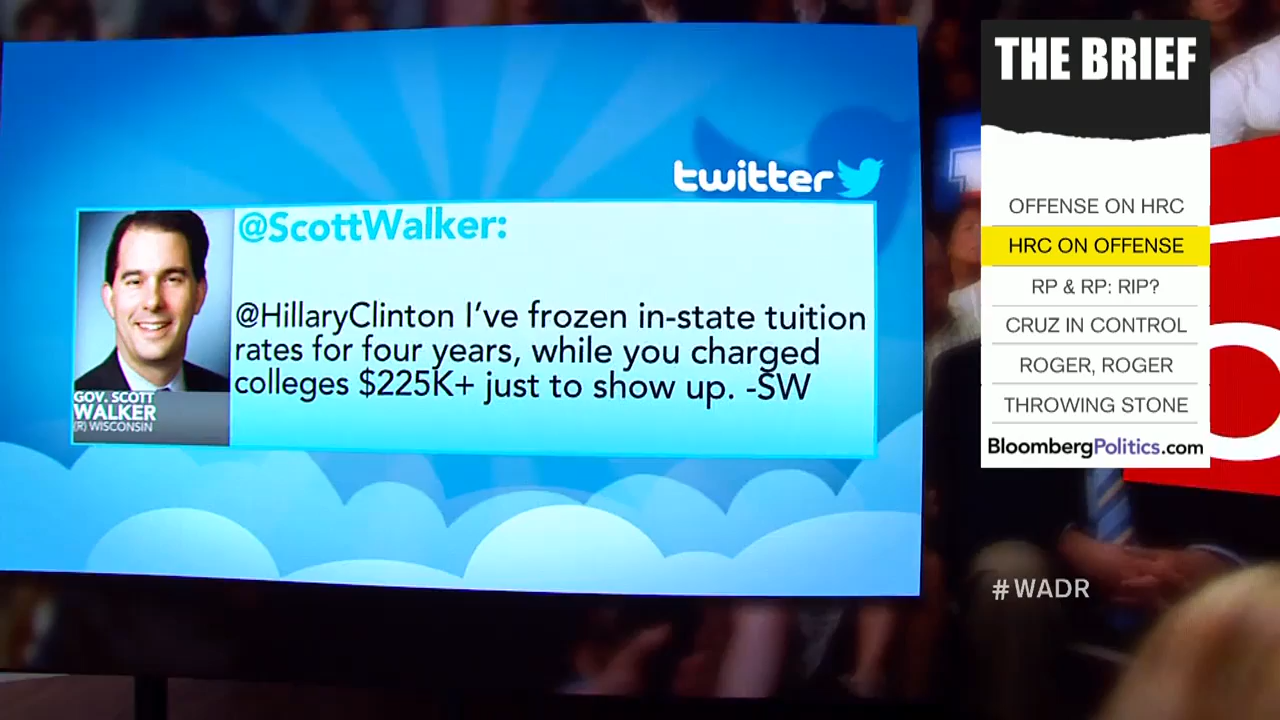 twitter
@ScottWalker:
@HillaryClinton I've frozen in-state tuition
rates for four years, while you charged
colleges $225K+ just to show up. -SW
GOV. SCOTT
WALKER
(R) WISCONSIN
THE BRIEF
OFFENSE ON HRC
HRC ON OFFENSE
RP & RP: RIP?
CRUZ IN CONTROL
ROGER, ROGER
THROWING STONE
BloombergPolitics.com
#WADR